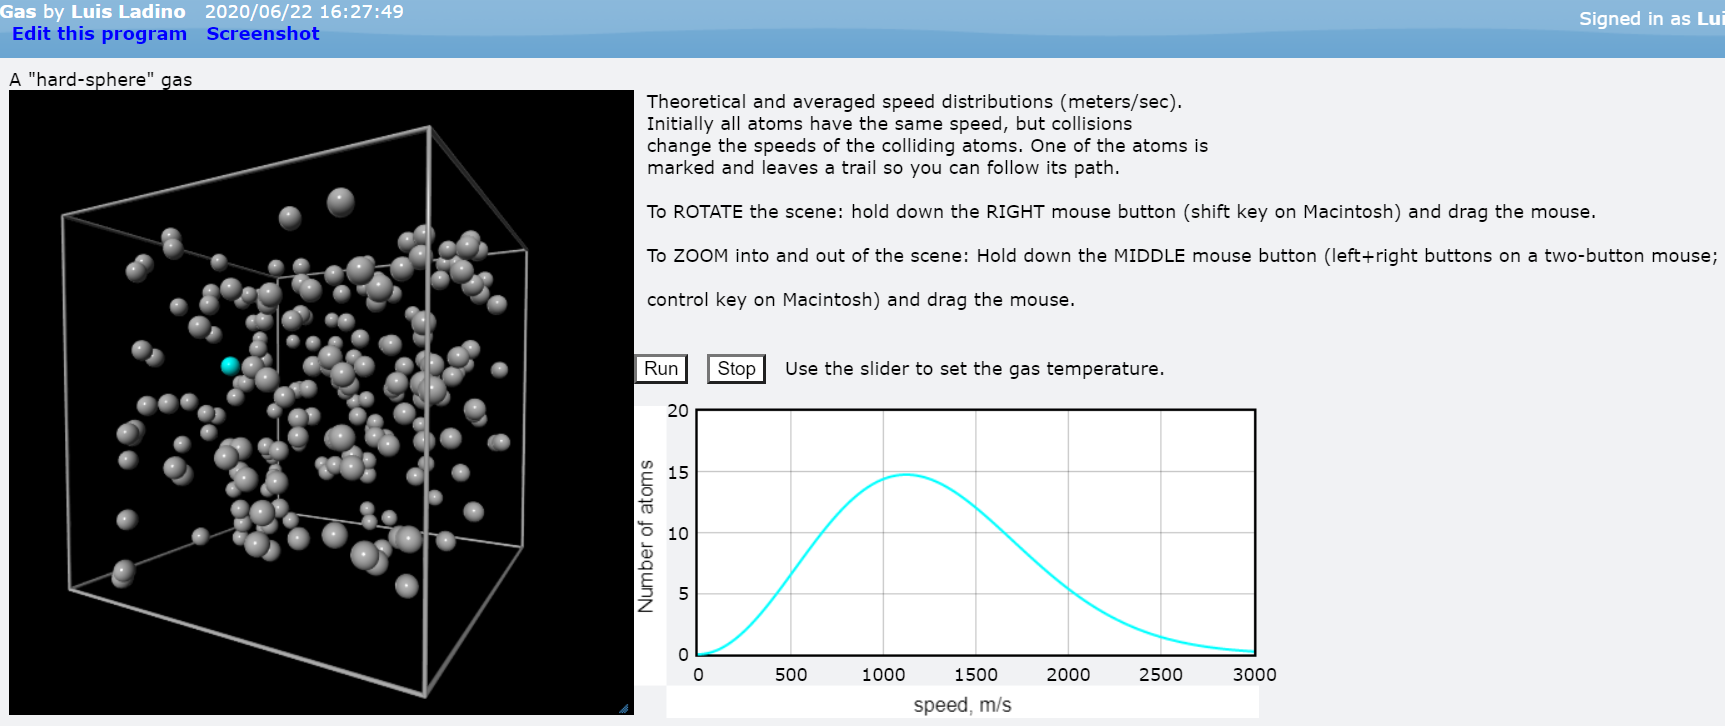 Gas by Luis Ladino 2020/06/22 16:27:49
Signed in as Lui
Edit this program Screenshot
A "hard-sphere" gas
Theoretical and averaged speed distributions (meters/sec).
Initially all atoms have the same speed, but collisions
change the speeds of the colliding atoms. One of the atoms is
marked and leaves a trail so you can follow its path.
To ROTATE the scene: hold down the RIGHT mouse button (shift key on Macintosh) and drag the mouse.
To ZOOM into and out of the scene: Hold down the MIDDLE mouse button (left+right buttons on a two-button mouse;
control key on Macintosh) and drag the mouse.
Run Stop Use the slider to set the gas temperature.
Number of atoms
20
15
10
5
0
0 500 1000 1500 2000 2500 3000
speed, m/s